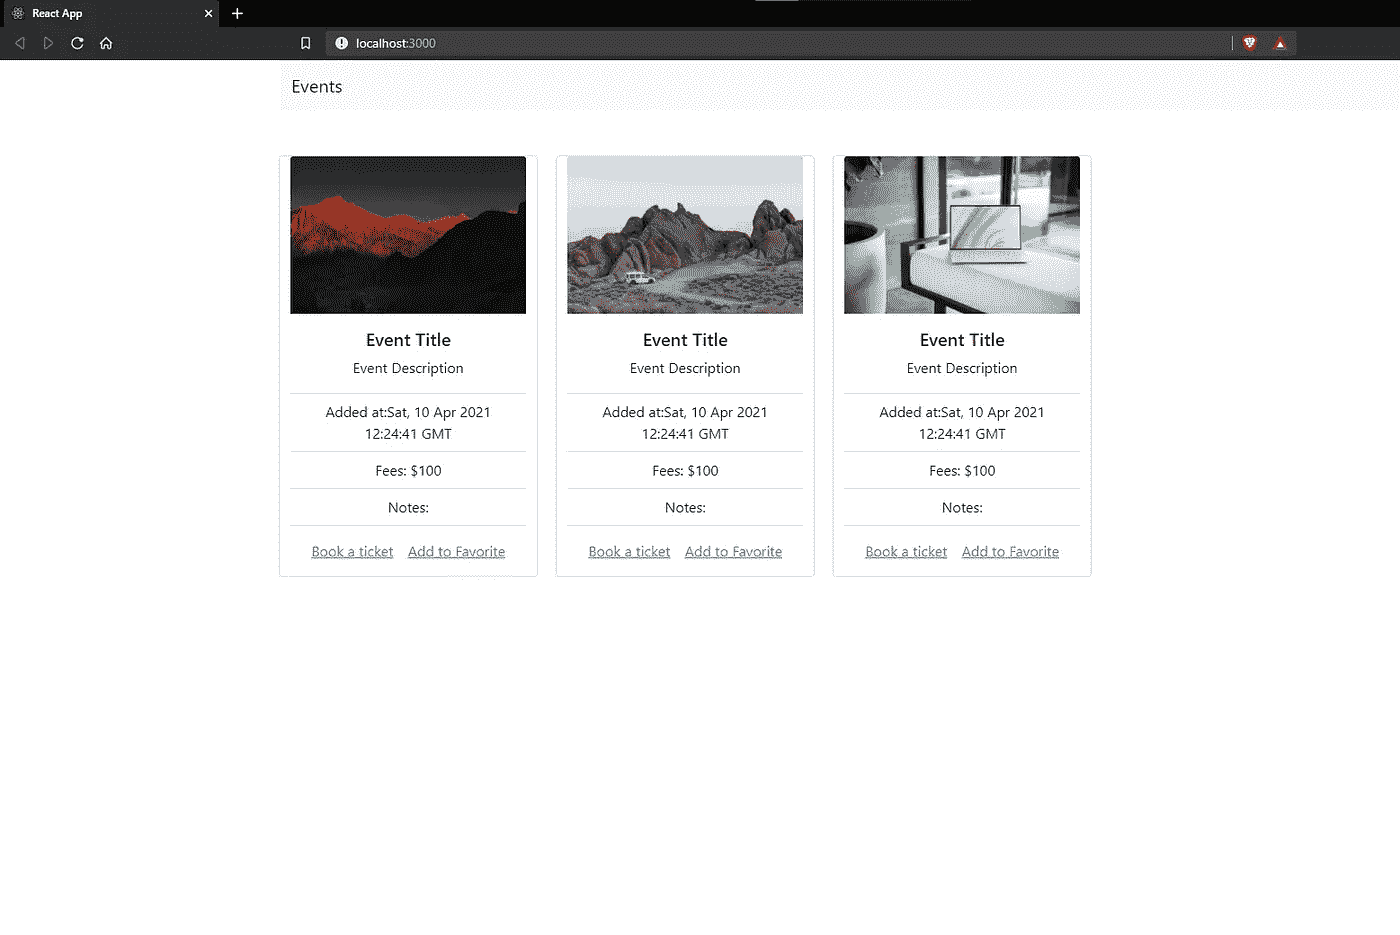 React App
localhost:3000
Events
Event Title
Event Description
Added at:Sat, 10 Apr 2021
12:24:41 GMT
Fees: $100
Notes:
Book a ticket Add to Favorite
Event Title
Event Description
Added at:Sat, 10 Apr 2021
12:24:41 GMT
Fees: $100
Notes:
Book a ticket Add to Favorite
Event Title
Event Description
Added at:Sat, 10 Apr 2021
12:24:41 GMT
Fees: $100
Notes:
Book a ticket Add to Favorite